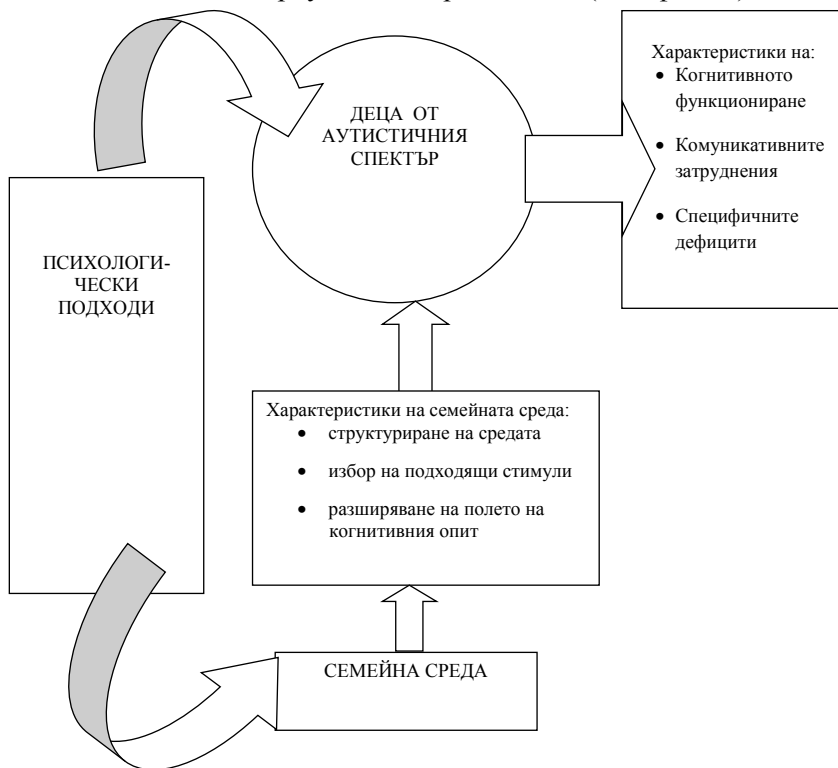 Характеристики на:
• Когнитивното
функциониране
• Комуникативните
затруднения
• Специфичните
дефицити
ДЕЦА ОТ
АУТИСТИЧНИЯ
СПЕКТЪР
ПСИХОЛОГИ-
ЧЕСКИ
ПОДХОДИ
Характеристики на семейната среда:
• структуриране на средата
• избор на подходящи стимули
• разширяване на полето на
когнитивния опит
СЕМЕЙНА СРЕДА